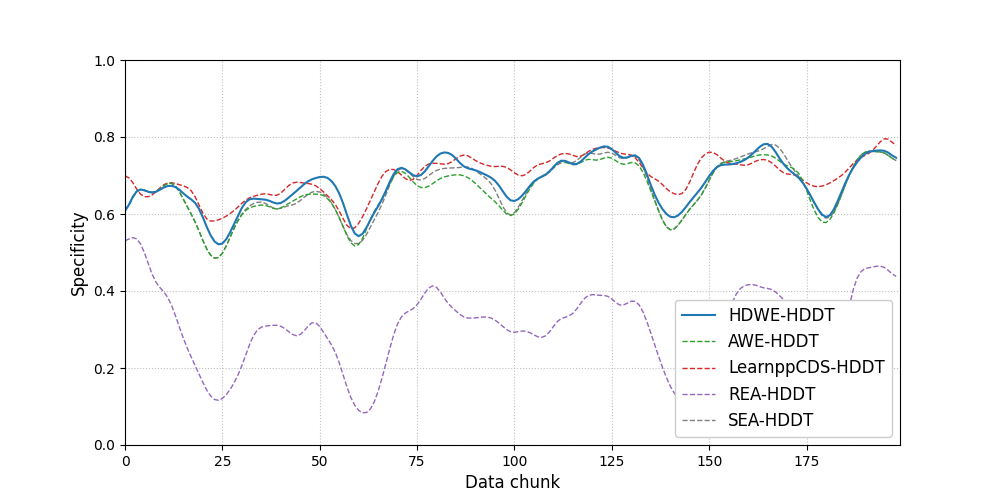 1.0
0.8
0.6
0.4
0.2
0.0
Specificity
0 25 50 75 100 125 150 175
Data chunk
HDWE-HDDT
AWE-HDDT
LearnppCDS-HDDT
REA-HDDT
SEA-HDDT